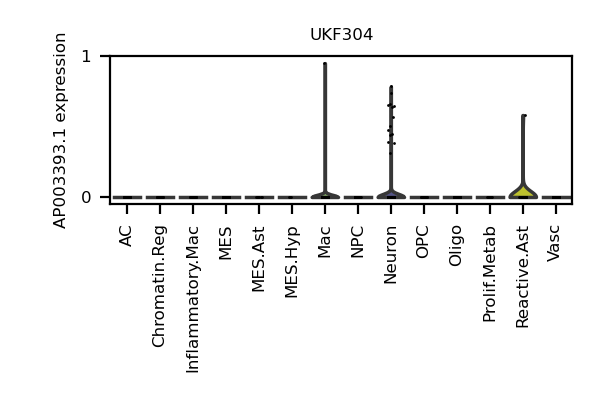 UKF304
AP003393.1 expression
1
0
AC
Chromatin.Reg
Inflammatory.Mac
MES
MES.Ast
MES.Hyp
Mac
NPC
Neuron
OPC
Oligo
Prolif.Metab
Reactive.Ast
Vasc